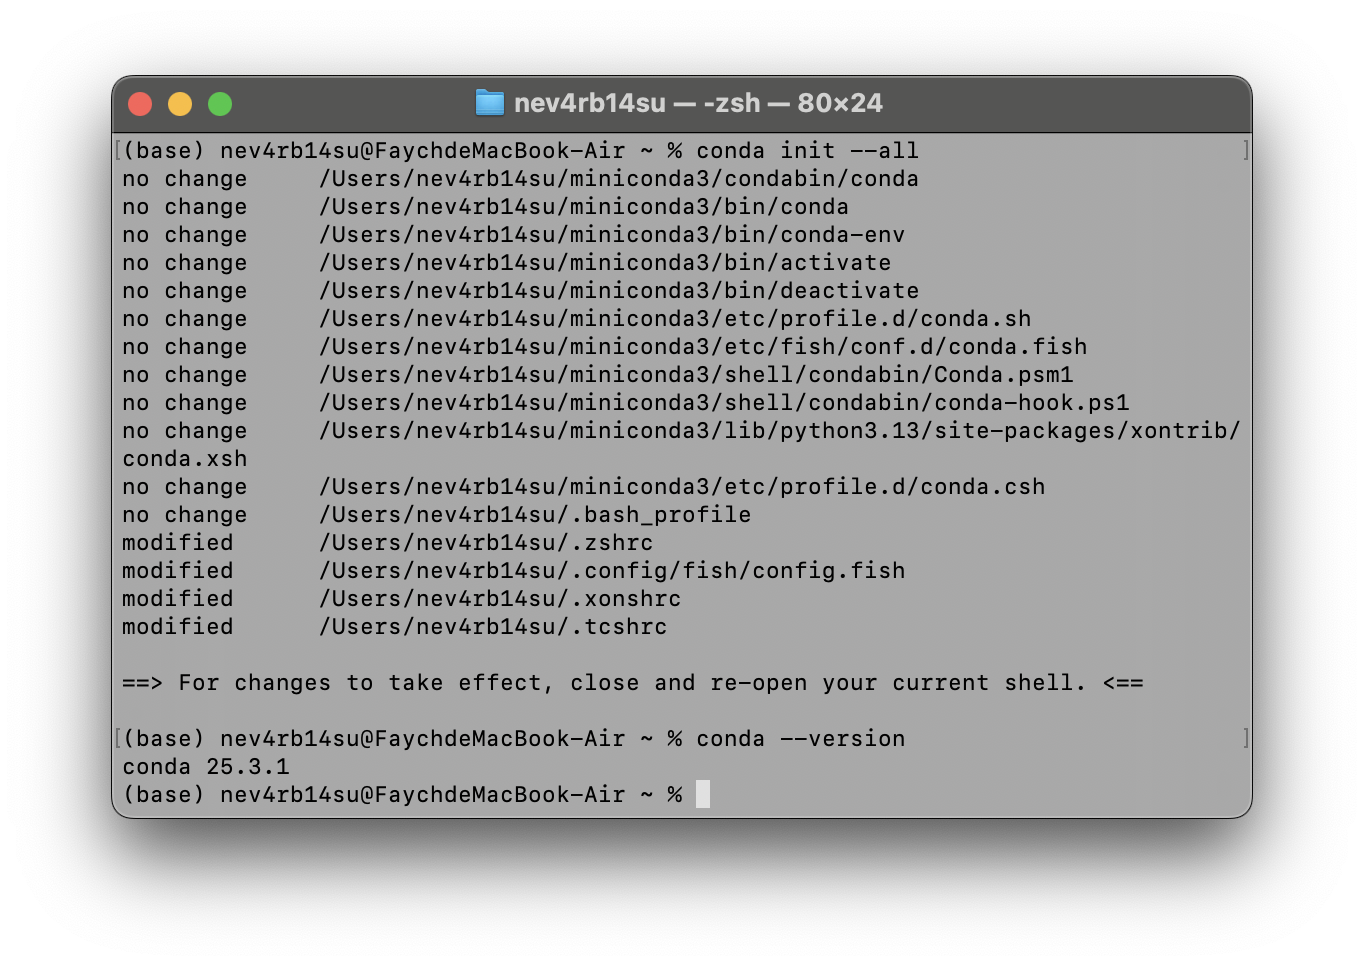 nev4rb14su — -zsh — 80×24
(base) nev4rb14su@FaychdeMacBook-Air ~ % conda init --all
no change     /Users/nev4rb14su/miniconda3/condabin/conda
no change     /Users/nev4rb14su/miniconda3/bin/conda
no change     /Users/nev4rb14su/miniconda3/bin/conda-env
no change     /Users/nev4rb14su/miniconda3/bin/activate
no change     /Users/nev4rb14su/miniconda3/bin/deactivate
no change     /Users/nev4rb14su/miniconda3/etc/profile.d/conda.sh
no change     /Users/nev4rb14su/miniconda3/etc/fish/conf.d/conda.fish
no change     /Users/nev4rb14su/miniconda3/shell/condabin/Conda.psm1
no change     /Users/nev4rb14su/miniconda3/shell/condabin/conda-hook.ps1
no change     /Users/nev4rb14su/miniconda3/lib/python3.13/site-packages/xontrib/
conda.xsh
no change     /Users/nev4rb14su/miniconda3/etc/profile.d/conda.csh
no change     /Users/nev4rb14su/.bash_profile
modified      /Users/nev4rb14su/.zshrc
modified      /Users/nev4rb14su/.config/fish/config.fish
modified      /Users/nev4rb14su/.xonshrc
modified      /Users/nev4rb14su/.tcshrc
==> For changes to take effect, close and re-open your current shell. <==
(base) nev4rb14su@FaychdeMacBook-Air ~ % conda --version
conda 25.3.1
(base) nev4rb14su@FaychdeMacBook-Air ~ %